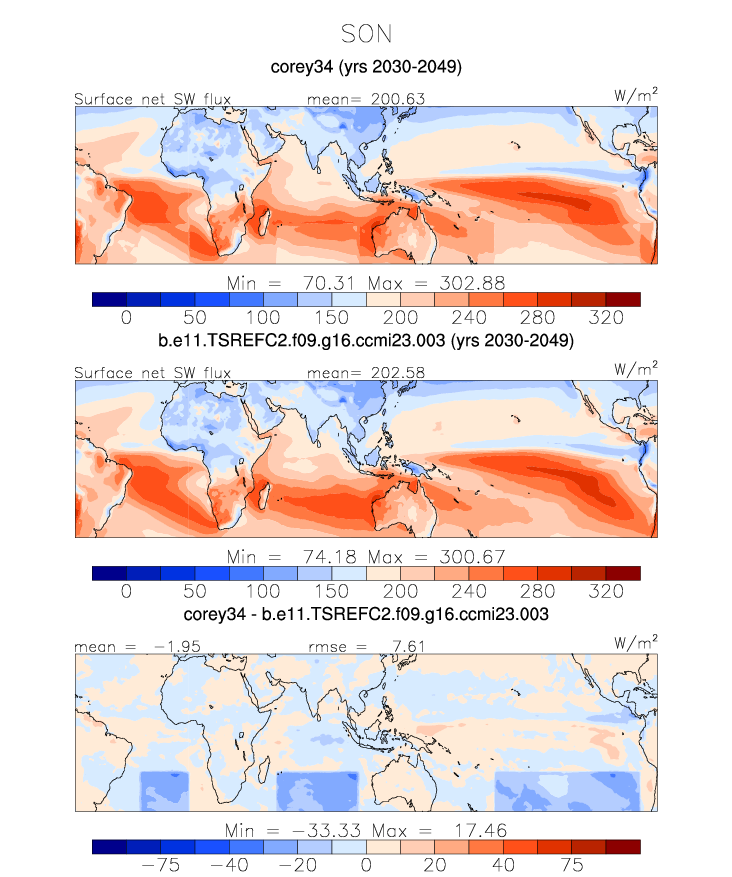 SON
corey34 (yrs 2030-2049)
Surface net SW flux mean= 200.63 W/m²
Min = 70.31 Max = 302.88
0 50 100 150 200 240 280 320
b.e11.TSREFC2.f09.g16.ccmi23.003 (yrs 2030-2049)
Surface net SW flux mean= 202.58 W/m²
Min = 74.18 Max = 300.67
0 50 100 150 200 240 280 320
corey34 - b.e11.TSREFC2.f09.g16.ccmi23.003
mean = −1.95 rmse = 7.61 W/m²
Min = −33.33 Max = 17.46
−75 −40 −20 0 20 40 75